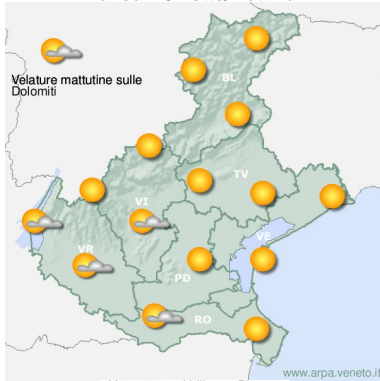 Velature mattutine sulle
Dolomiti
BL
TV
VI
VE
VR
PD
RO
www.arpa.veneto.it